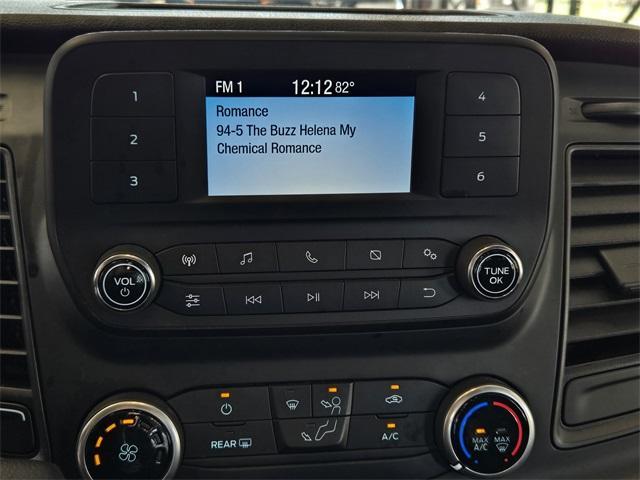 FM 1 12:12 82°
Romance
94-5 The Buzz Helena My
Chemical Romance
1
2
3
4
5
6
VOL
TUNE
OK
REAR
A/C
MAX
A/C
MAX